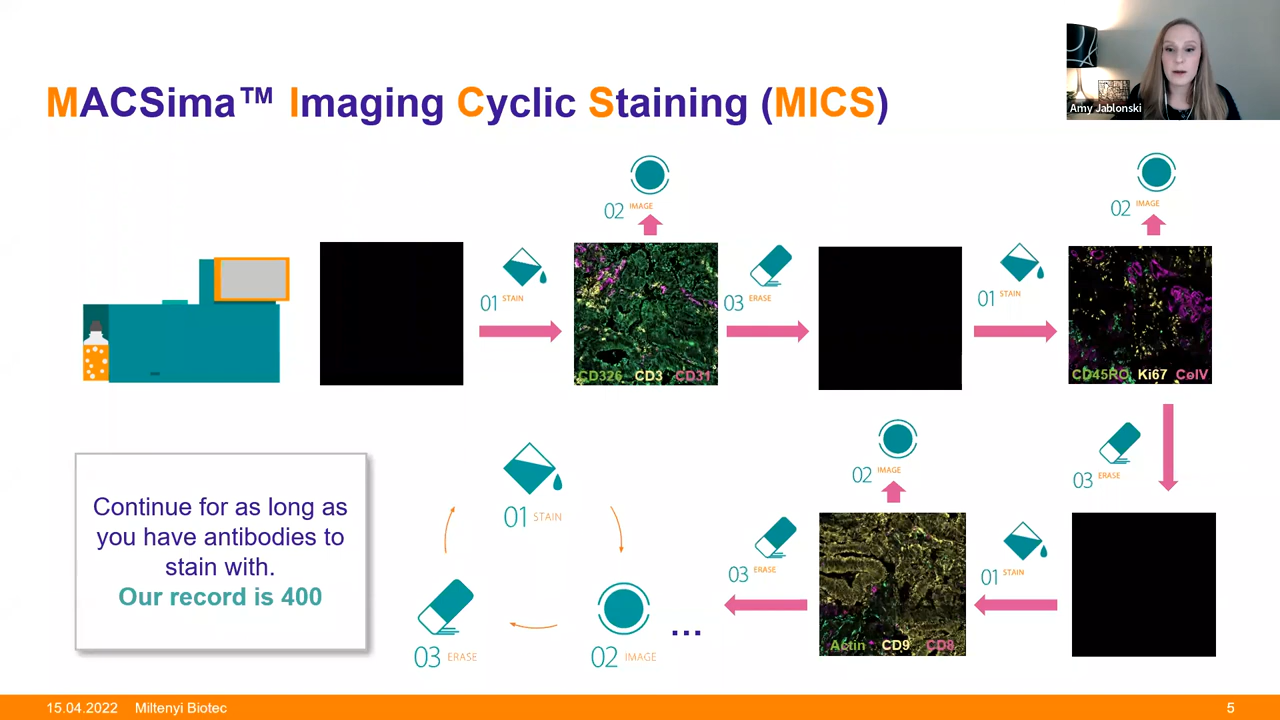 MACSima™ Imaging Cyclic Staining (MICS)
Amy Jablonski
02 IMAGE
02 IMAGE
01 STAIN
03 ERASE
01 STAIN
CD326 CD3 CD31
CD45RO Ki67 ColV
03 ERASE
02 IMAGE
Continue for as long as
you have antibodies to
stain with.
Our record is 400
01 STAIN
03 ERASE
02 IMAGE
...
03 ERASE
01 STAIN
Actin CD9 CD8
15.04.2022 Miltenyi Biotec
5